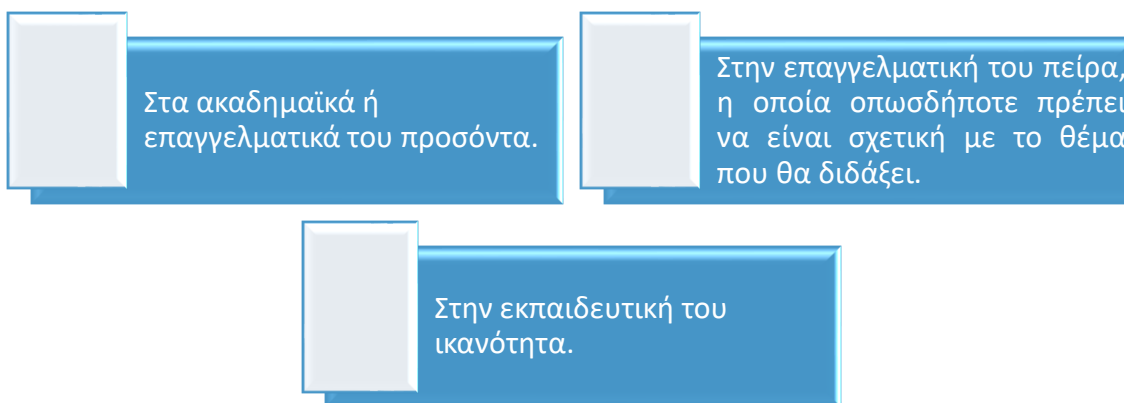 Στα ακαδημαϊκά ή
επαγγελματικά του προσόντα.
Στην επαγγελματική του πείρα,
η οποία οπωσδήποτε πρέπει
να είναι σχετική με το θέμα
που θα διδάξει.
Στην εκπαιδευτική του
ικανότητα.